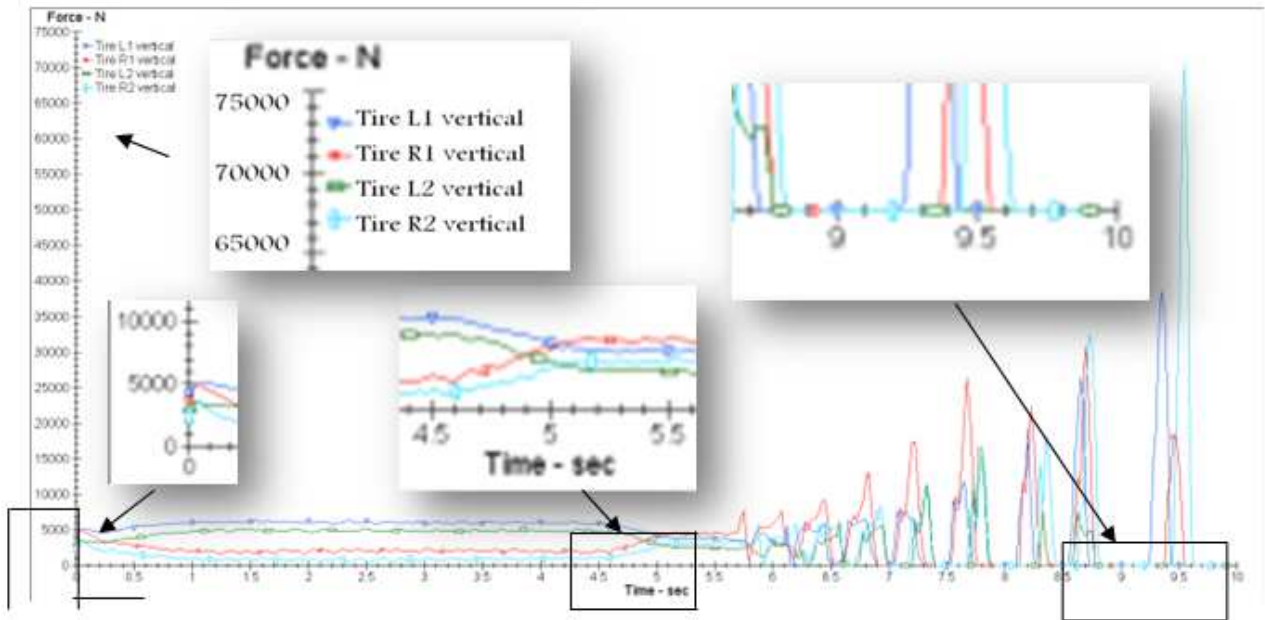 Force - N
75000
70000
65000
60000
55000
50000
45000
40000
35000
30000
25000
20000
15000
10000
5000
0
Tire L1 vertical
Tire R1 vertical
Tire L2 vertical
Tire R2 vertical
Force - N
75000
70000
65000
Tire L1 vertical
Tire R1 vertical
Tire L2 vertical
Tire R2 vertical
9 9.5 10
10000
5000
0
0
4.5 5 5.5
Time - sec
0 0.5 1 1.5 2 2.5 3 3.5 4 4.5 5 5.5 6 6.5 7 7.5 8 8.5 9 9.5 10
Time - sec